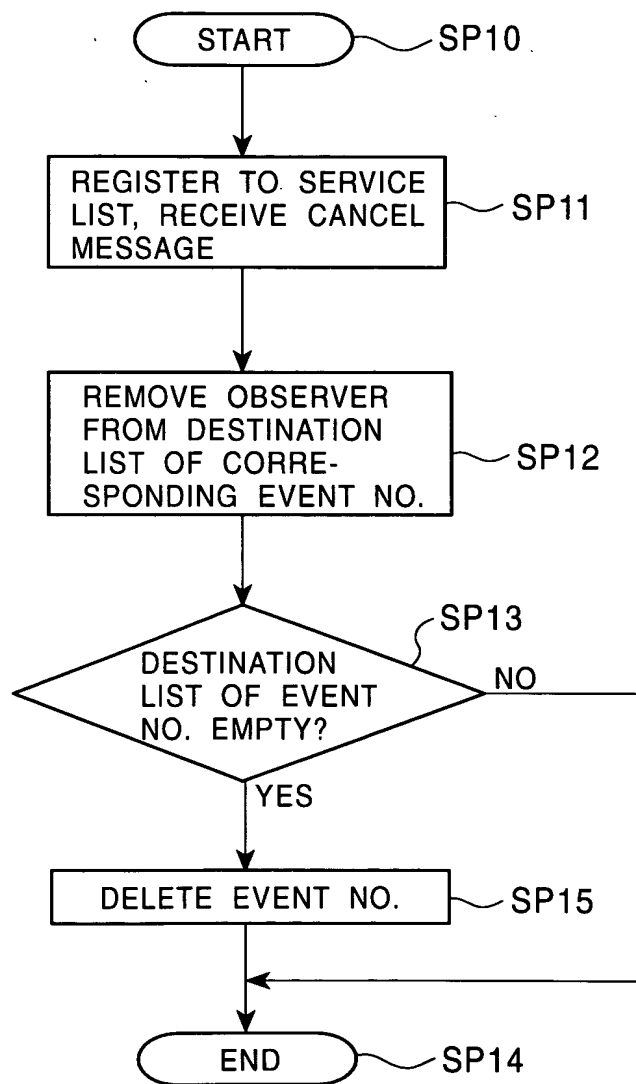 START
SP10
REGISTER TO SERVICE
LIST, RECEIVE CANCEL
MESSAGE
SP11
REMOVE OBSERVER
FROM DESTINATION
LIST OF CORRE-
SPONDING EVENT NO.
SP12
SP13
DESTINATION
LIST OF EVENT
NO. EMPTY?
NO
YES
DELETE EVENT NO.
SP15
END
SP14